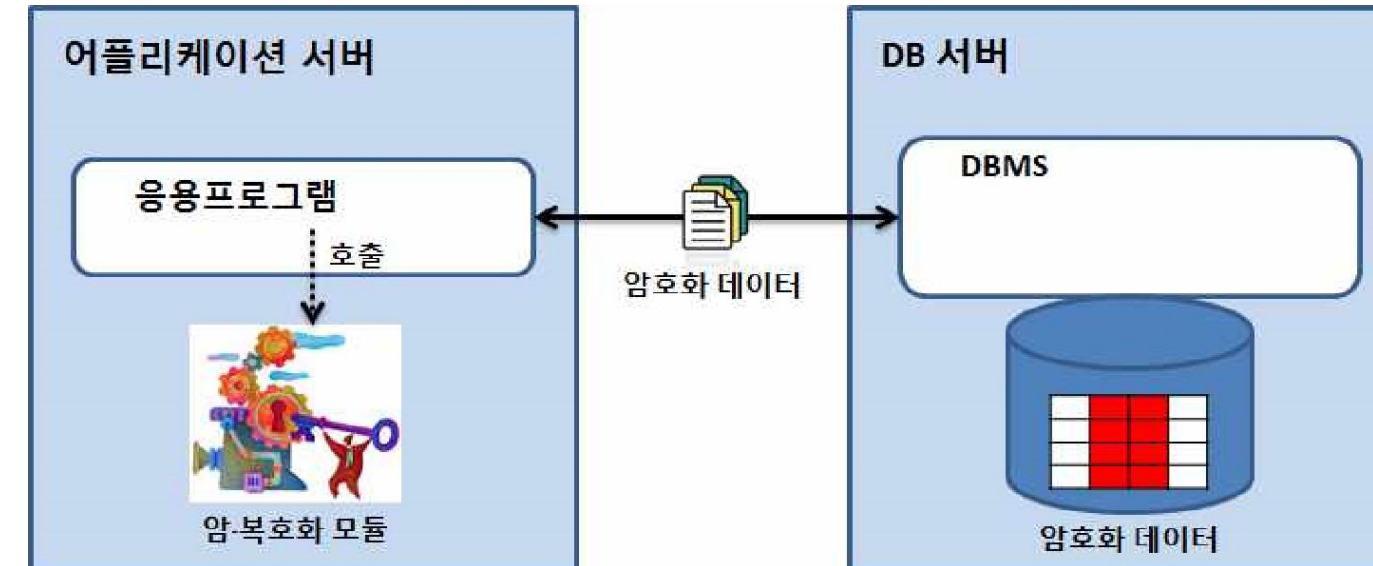 어플리케이션 서버
응용프로그램
호출
암·복호화 모듈
암호화 데이터
DB 서버
DBMS
암호화 데이터